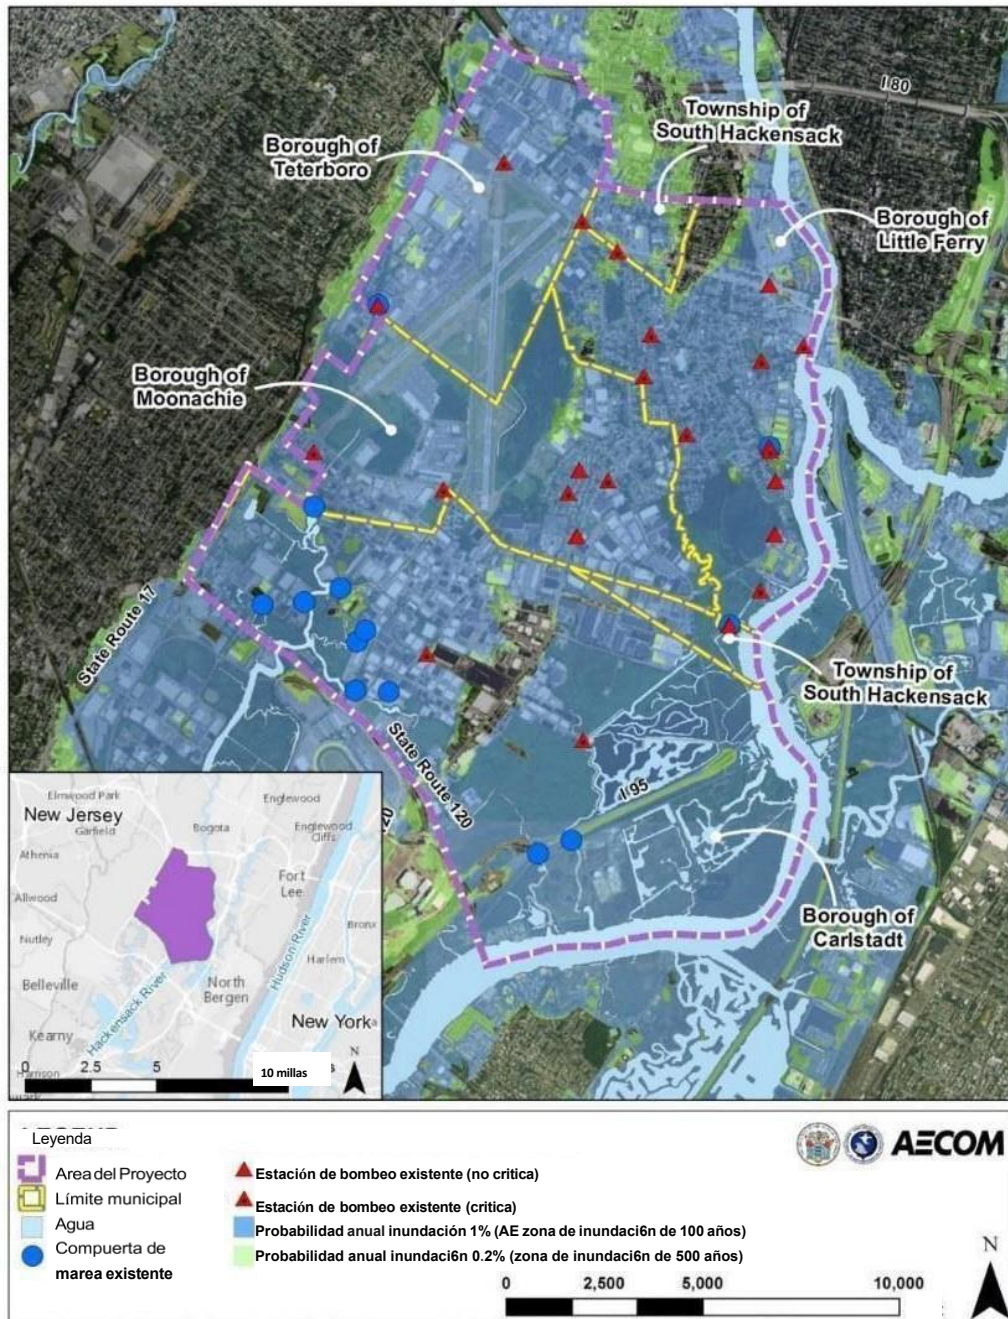 I 80
Township of
South Hackensack
Borough of
Teterboro
Borough of
Little Ferry
Borough of
Moonachie
State Route 17
Township of
South Hackensack
State Route 120
I 95
Borough of
Carlstadt
Elmwood Park
New Jersey
Garfield
Athenia
Allwood
Nutley
Belleville
Kearny
Englewood
Bogota
Englewood
Cliffs
Fort
Lee
Bronx
Hudson River
Harlem
North
Bergen
Hackensack River
New York
0 2.5 5 10 millas
N
Leyenda
Area del Proyecto
Límite municipal
Agua
Compuerta de
marea existente
Estación de bombeo existente (no critica)
Estación de bombeo existente (critica)
Probabilidad anual inundación 1% (AE zona de inundaci6n de 100 años)
Probabilidad anual inundaci6n 0.2% (zona de inundaci6n de 500 años)
AECOM
0 2,500 5,000 10,000
N